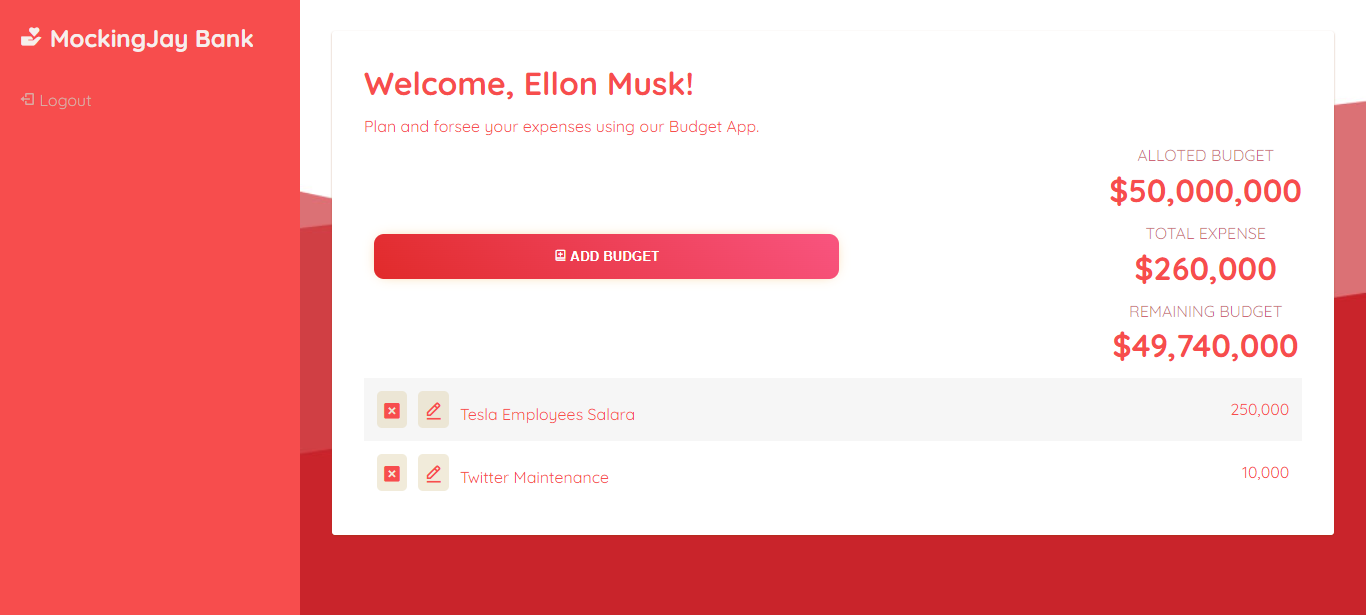 MockingJay Bank
Logout
Welcome, Ellon Musk!
Plan and forsee your expenses using our Budget App.
ALLOTED BUDGET
$50,000,000
TOTAL EXPENSE
$260,000
ADD BUDGET
REMAINING BUDGET
$49,740,000
Tesla Employees Salara 250,000
Twitter Maintenance 10,000